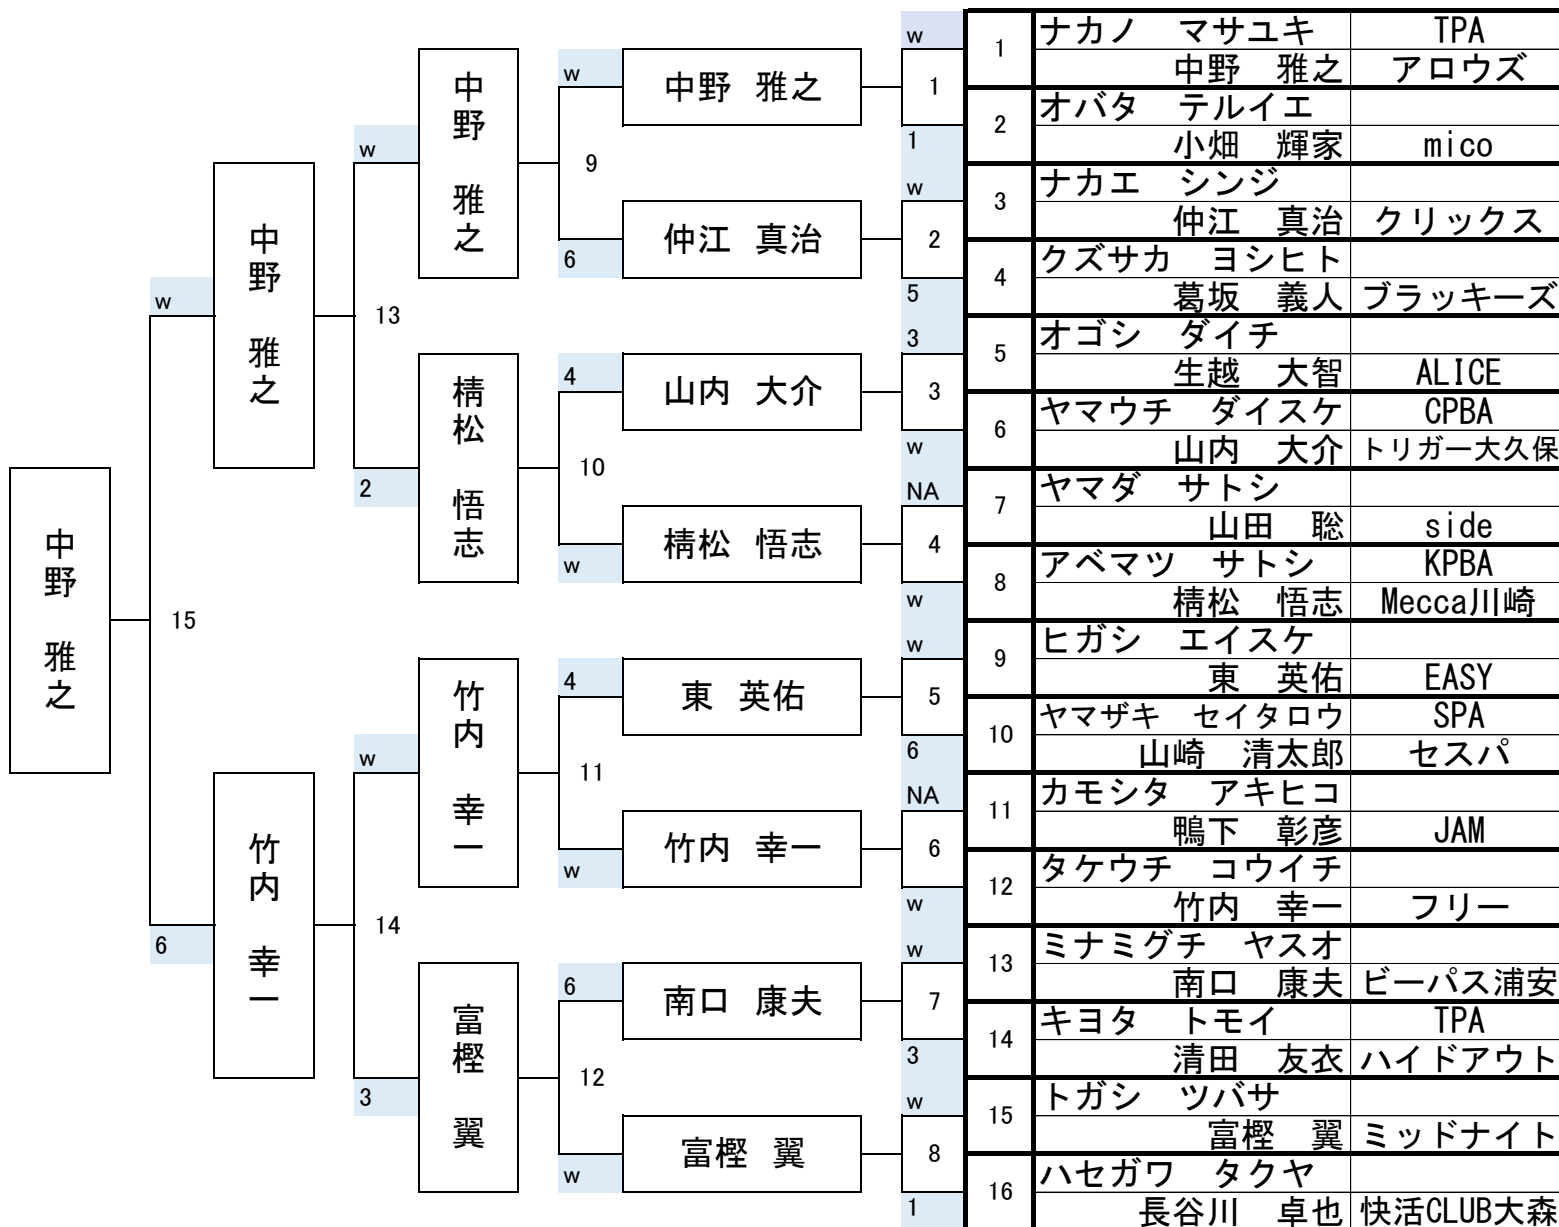 w
1
ナカノ マサユキ
TPA
中野 雅之
アロウズ
w
中野 雅之
1
中野 雅之
2
オバタ テルイエ
小畑 輝家
mico
w
9
1
w
3
ナカエ シンジ
仲江 真治
クリックス
中野 雅之
6
仲江 真治
2
4
クズサカ ヨシヒト
葛坂 義人
ブラッキーズ
w
13
5
3
5
オゴシ ダイチ
生越 大智
ALICE
4
山内 大介
3
6
ヤマウチ ダイスケ
CPBA
山内 大介
トリガー大久保
松 悟志
2
10
w
NA
7
ヤマダ サトシ
山田 聡
side
中野 雅之
w
松 悟志
4
8
アベマツ サトシ
KPBA
松 悟志
Mecca川崎
15
w
w
9
ヒガシ エイスケ
東 英佑
EASY
竹内 幸一
4
東 英佑
5
10
ヤマザキ セイタロウ
SPA
山崎 清太郎
セスパ
w
11
6
NA
11
カモシタ アキヒコ
鴨下 彰彦
JAM
竹内 幸一
w
竹内 幸一
6
12
タケウチ コウイチ
竹内 幸一
フリー
6
14
w
w
13
ミナミグチ ヤスオ
南口 康夫
ビーパス浦安
富樫 翼
6
南口 康夫
7
14
キヨタ トモイ
TPA
清田 友衣
ハイドアウト
3
12
3
w
15
トガシ ツバサ
富樫 翼
ミッドナイト
w
富樫 翼
8
16
ハセガワ タクヤ
長谷川 卓也
快活CLUB大森
1